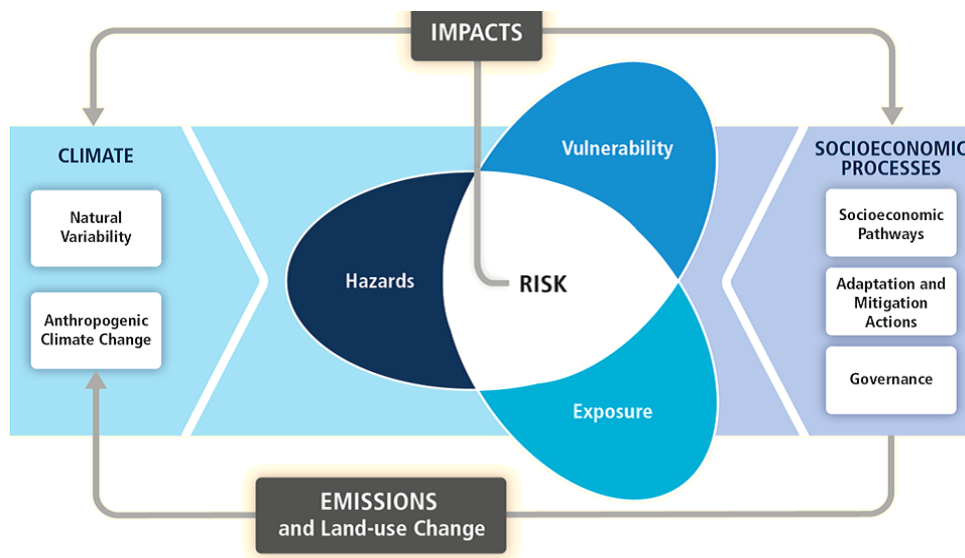 IMPACTS
CLIMATE
Natural
Variability
Anthropogenic
Climate Change
Vulnerability
Hazards
RISK
Exposure
SOCIOECONOMIC
PROCESSES
Socioeconomic
Pathways
Adaptation and
Mitigation
Actions
Governance
EMISSIONS
and Land-use Change